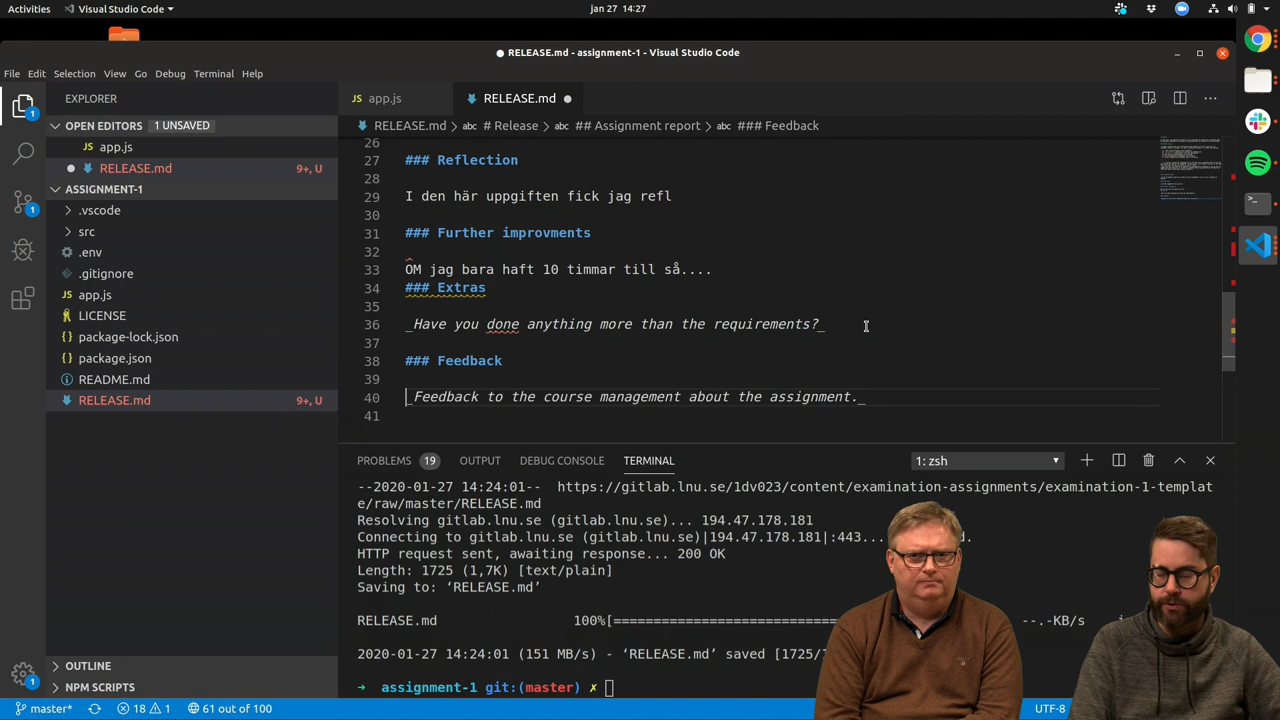 Activities Visual Studio Code jan 27 14:27
● RELEASE.md - assignment-1 - Visual Studio Code
File Edit Selection View Go Debug Terminal Help
EXPLORER
OPEN EDITORS 1 UNSAVED
app.js
● RELEASE.md 9+, U
ASSIGNMENT-1
.vscode
src
.env
.gitignore
app.js
LICENSE
package-lock.json
package.json
README.md
RELEASE.md 9+, U
OUTLINE
NPM SCRIPTS
1
1
1
JS app.js RELEASE.md ●
RELEASE.md > abc # Release > abc ## Assignment report > abc ### Feedback
26
27 ### Reflection
28
29 I den här uppgiften fick jag refl
30
31 ### Further improvments
32
33 OM jag bara haft 10 timmar till så....
34 ### Extras
35
36 _Have you done anything more than the requirements?_
37
38 ### Feedback
39
40 _Feedback to the course management about the assignment._
41
PROBLEMS 19 OUTPUT DEBUG CONSOLE TERMINAL 1: zsh
--2020-01-27 14:24:01-- https://gitlab.lnu.se/1dv023/content/examination-assignments/examination-1-templat
e/raw/master/RELEASE.md
Resolving gitlab.lnu.se (gitlab.lnu.se)... 194.47.178.181
Connecting to gitlab.lnu.se (gitlab.lnu.se)|194.47.178.181|:443... d.
HTTP request sent, awaiting response... 200 OK
Length: 1725 (1,7K) [text/plain]
Saving to: ‘RELEASE.md’
RELEASE.md 100%[================================ --.-KB/s
2020-01-27 14:24:01 (151 MB/s) - ‘RELEASE.md’ saved [1725/1
➜ assignment-1 git:(master) ✗
master* 18 1 61 out of 100 UTF-8